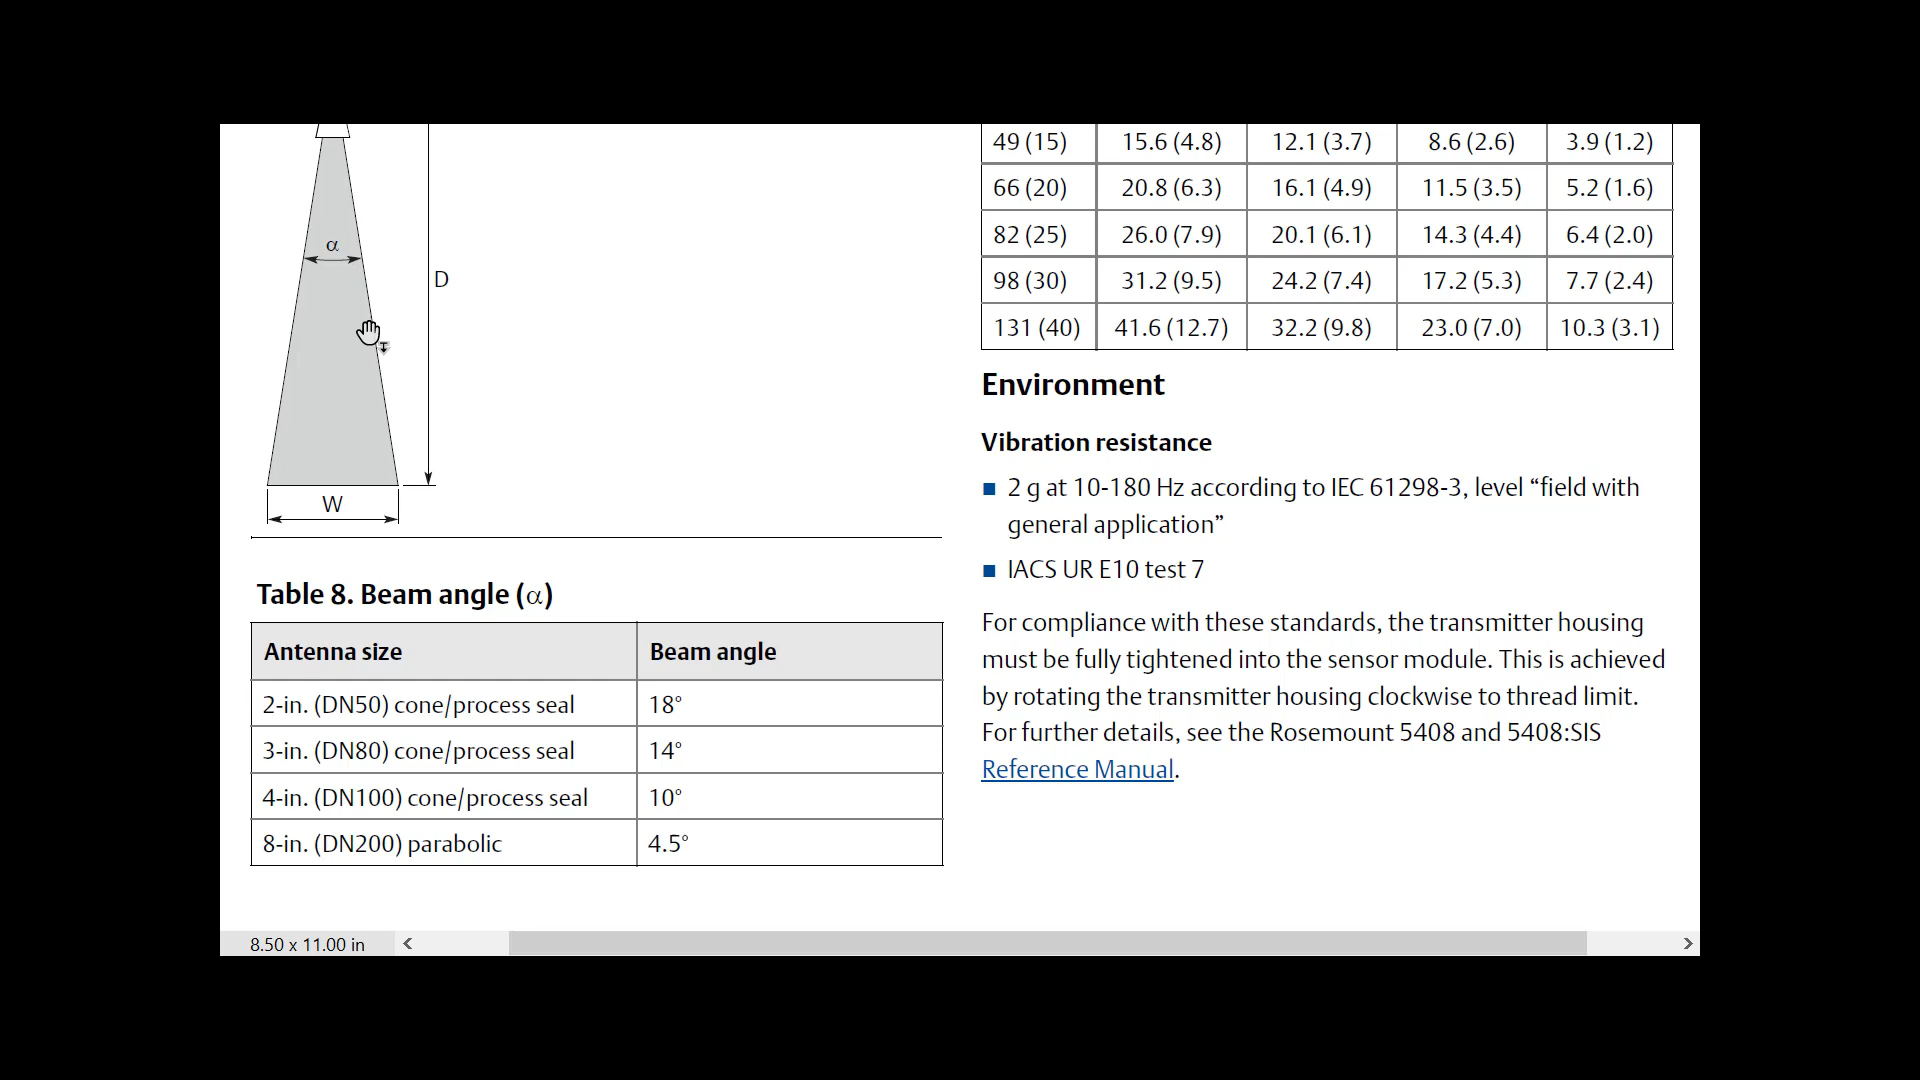 α
D
W
Table 8. Beam angle (α)
Antenna size Beam angle
2-in. (DN50) cone/process seal 18°
3-in. (DN80) cone/process seal 14°
4-in. (DN100) cone/process seal 10°
8-in. (DN200) parabolic 4.5°
49 (15) 15.6 (4.8) 12.1 (3.7) 8.6 (2.6) 3.9 (1.2)
66 (20) 20.8 (6.3) 16.1 (4.9) 11.5 (3.5) 5.2 (1.6)
82 (25) 26.0 (7.9) 20.1 (6.1) 14.3 (4.4) 6.4 (2.0)
98 (30) 31.2 (9.5) 24.2 (7.4) 17.2 (5.3) 7.7 (2.4)
131 (40) 41.6 (12.7) 32.2 (9.8) 23.0 (7.0) 10.3 (3.1)
Environment
Vibration resistance
■ 2 g at 10-180 Hz according to IEC 61298-3, level “field with
general application”
■ IACS UR E10 test 7
For compliance with these standards, the transmitter housing
must be fully tightened into the sensor module. This is achieved
by rotating the transmitter housing clockwise to thread limit.
For further details, see the Rosemount 5408 and 5408:SIS
Reference Manual.
8.50 x 11.00 in